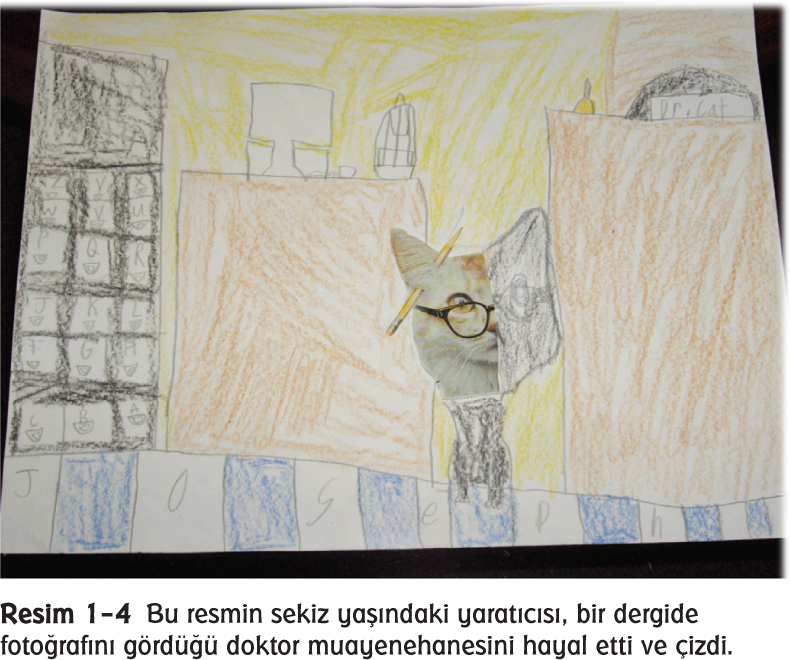 Dr. Cat
Z Y X
W V U
P Q R
J K L
F G H
C B A
J O S e p h
Resim 1-4 Bu resmin sekiz yaşındaki yaratıcısı, bir dergide
fotoğrafını gördüğü doktor muayenehanesini hayal etti ve çizdi.